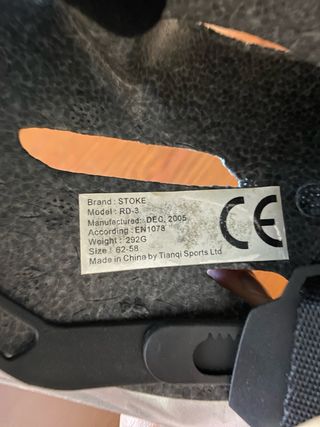 Brand : STOKE
Model : RD-3
Manufactured: DEC, 2005
According : EN1078
Weight : 292G
Size : 62-58
Made in China by Tianqi Sports Ltd
CE